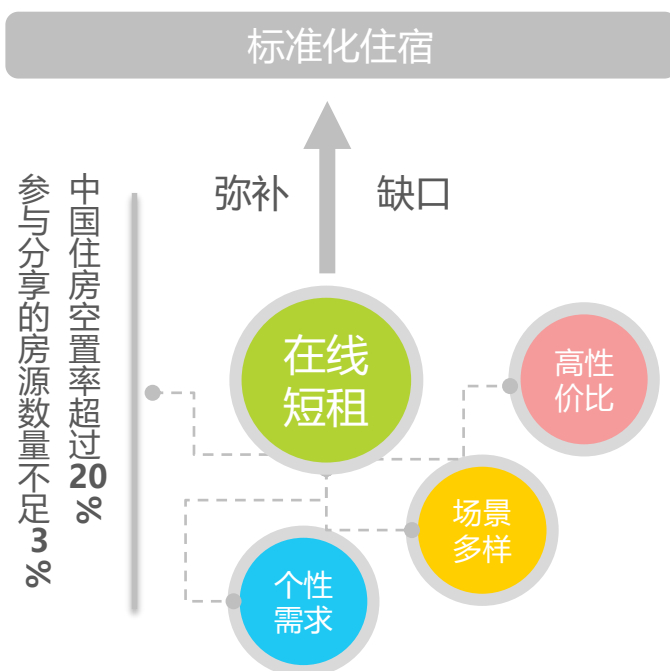 标准化住宿
弥补 缺口
中国住房空置率超过20%
参与分享的房源数量不足3%
在线
短租
高性
价比
场景
多样
个性
需求